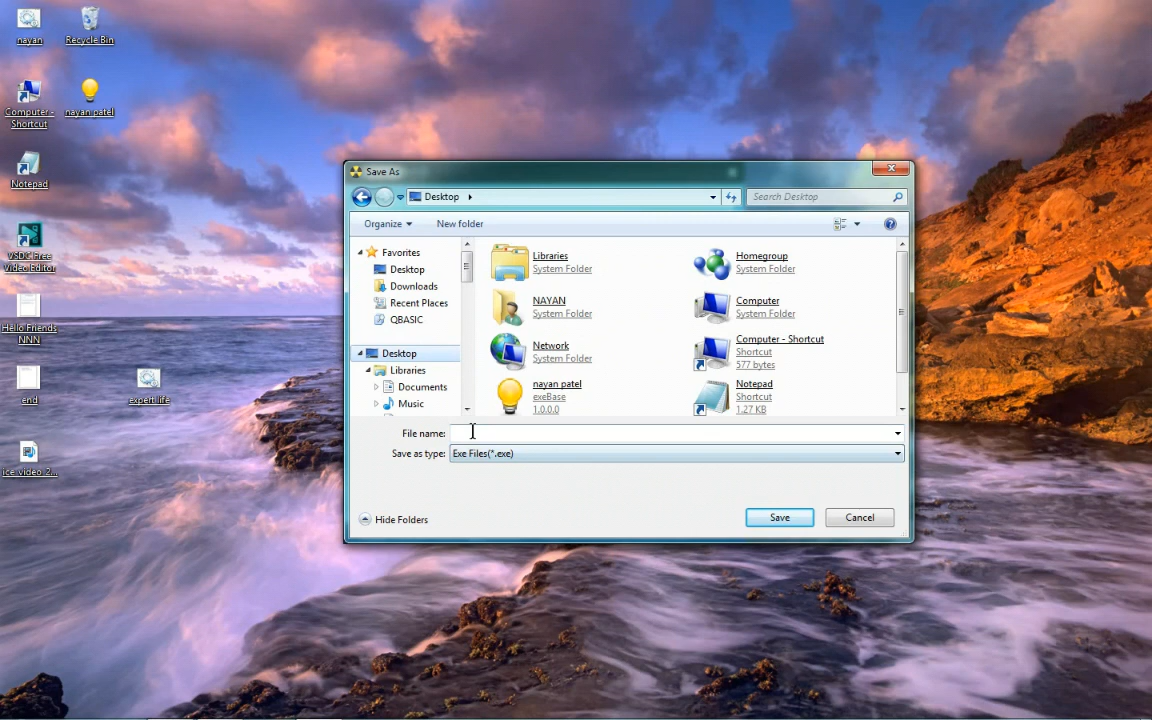 nayan
Recycle Bin
Computer -
Shortcut
nayan patel
Notepad
VSDC Free
Video Editor
Hello Friends
NNN
end
expert life
ice_video_2...
Save As
Desktop
Search Desktop
Organize
New folder
Favorites
Desktop
Downloads
Recent Places
QBASIC
Desktop
Libraries
Documents
Music
Libraries
System Folder
Homegroup
System Folder
NAYAN
System Folder
Computer
System Folder
Network
System Folder
Computer - Shortcut
Shortcut
577 bytes
nayan patel
exeBase
1.0.0.0
Notepad
Shortcut
1.27 KB
File name:
Save as type: Exe Files(*.exe)
Hide Folders
Save
Cancel